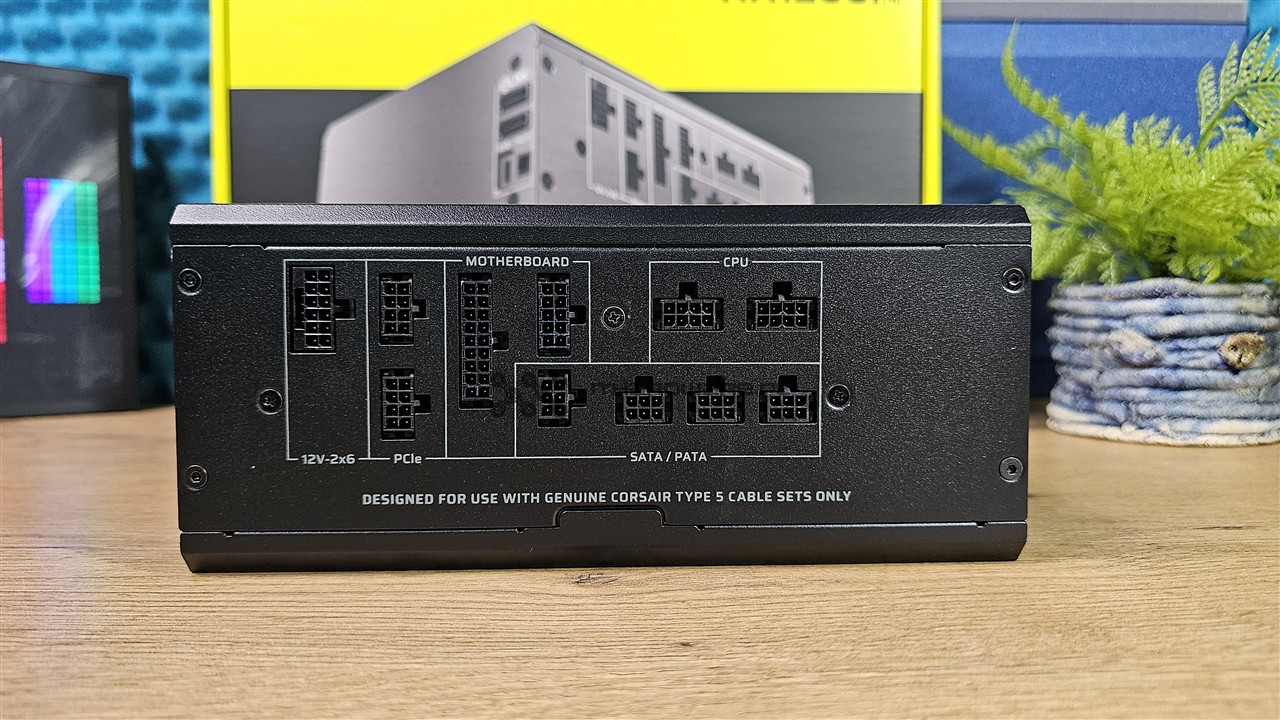 MOTHERBOARD
CPU
12V-2x6
PCIe
SATA / PATA
DESIGNED FOR USE WITH GENUINE CORSAIR TYPE 5 CABLE SETS ONLY